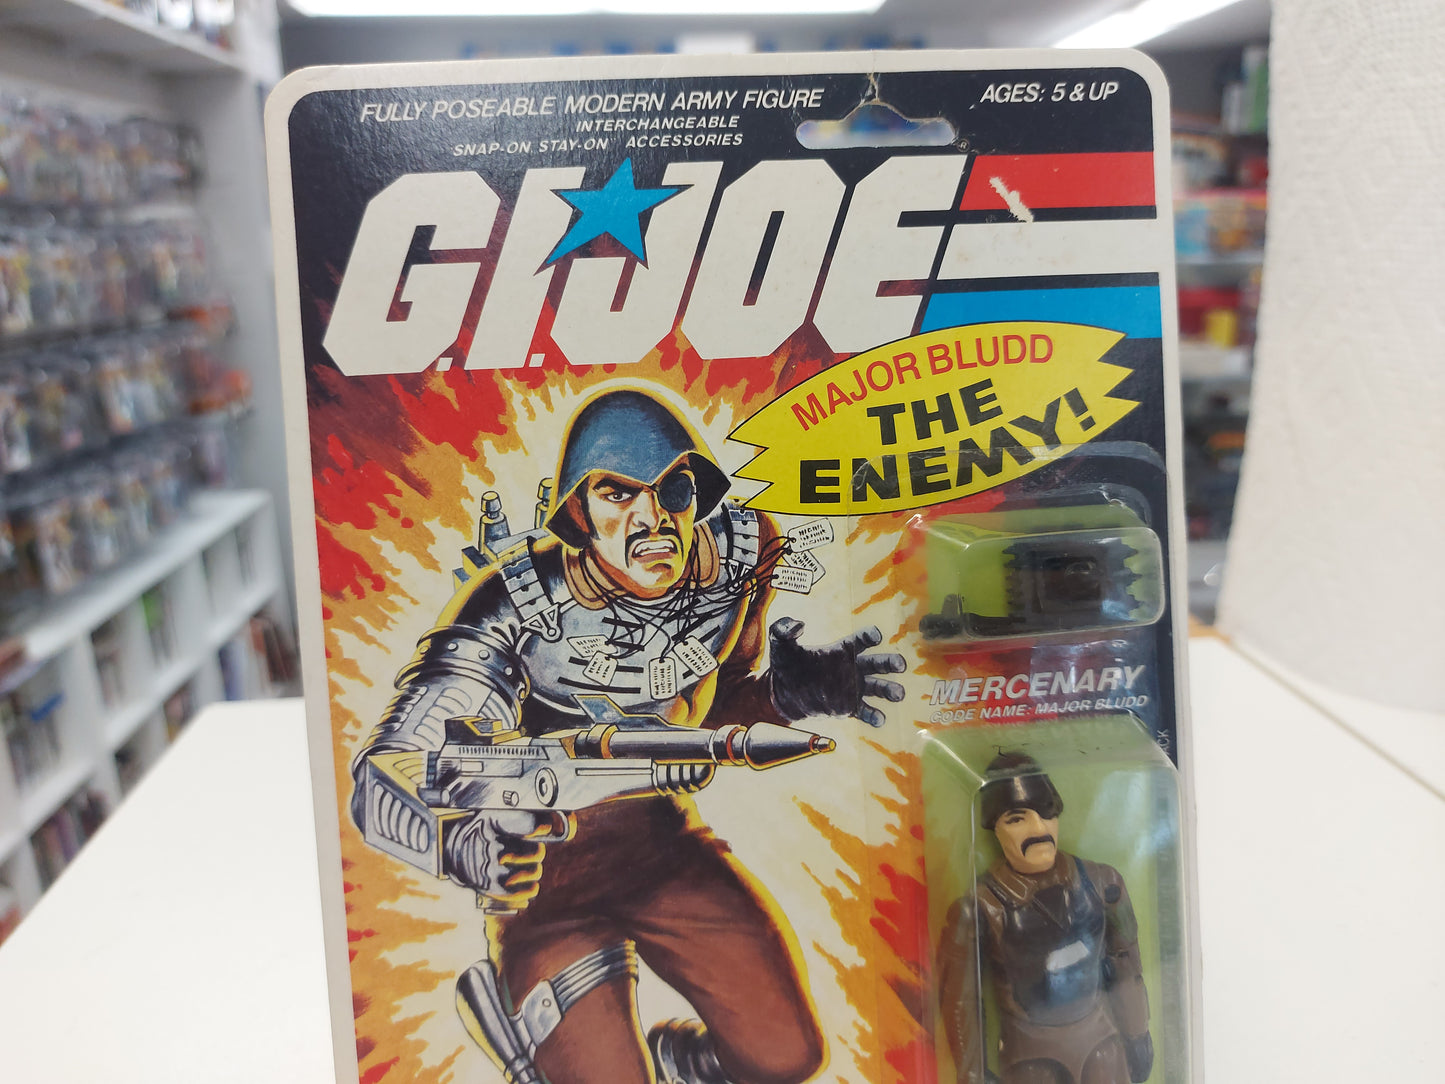 FULLY POSEABLE MODERN ARMY FIGURE
INTERCHANGEABLE
SNAP-ON STAY-ON ACCESSORIES
AGES: 5 & UP
G.I.JOE
®
MAJOR BLUDD
THE
ENEMY!
MERCENARY
CODE NAME: MAJOR BLUDD